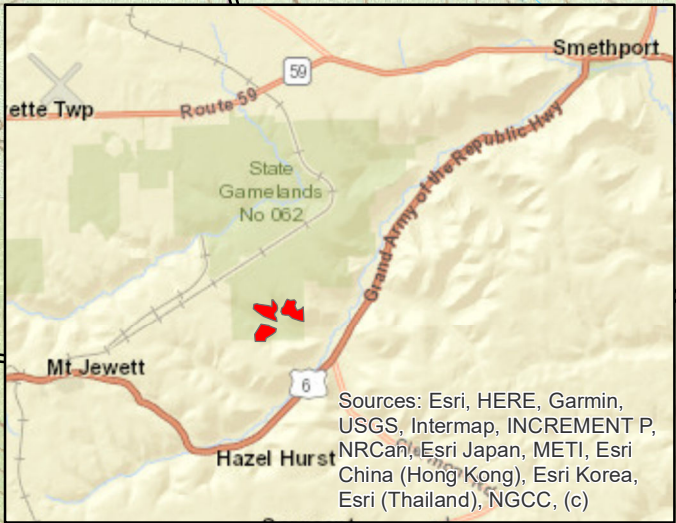 Smethport
59
ette Twp
Route 59
State
Gamelands
No 062
Grand Army of the Republic Hwy
Mt Jewett
6
Hazel Hurst
Sources: Esri, HERE, Garmin,
USGS, Intermap, INCREMENT P,
NRCan, Esri Japan, METI, Esri
China (Hong Kong), Esri Korea,
Esri (Thailand), NGCC, (c)